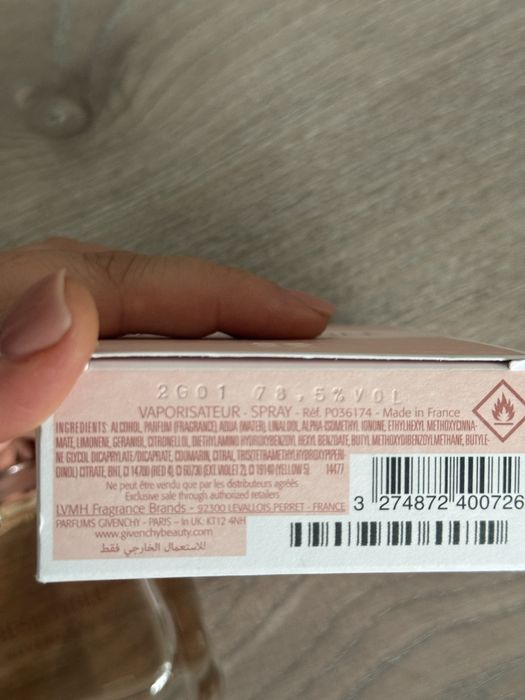 2G01 78,5% VOL
VAPORISATEUR - SPRAY - Réf. P036174 - Made in France
INGREDIENTS: ALCOHOL, PARFUM (FRAGRANCE), AQUA (WATER), LINALOOL, ALPHA-ISOMETHYL IONONE, ETHYLHEXYL METHOXYCINNA-
MATE, LIMONENE, GERANIOL, CITRONELLOL, DIETHYLAMINO HYDROXYBENZOYL HEXYL BENZOATE, BUTYL METHOXYDIBENZOYLMETHANE, BUTYLE-
NE GLYCOL DICAPRYLATE/DICAPRATE, COUMARIN, CITRAL, TRIS(TETRAMETHYLHYDROXYPIPERI-
DINOL) CITRATE, BHT, CI 14700 (RED 4), CI 60730 (EXT. VIOLET 2), CI 19140 (YELLOW 5) 14477
Ne peut être vendu que par les distributeurs agréés
Exclusive sale through authorized retailers
LVMH Fragrance Brands - 92300 LEVALLOIS PERRET - FRANCE
PARFUMS GIVENCHY - PARIS - In UK: KT12 4NH
www.givenchybeauty.com
للاستعمال الخارجي فقط
3 274872 400726